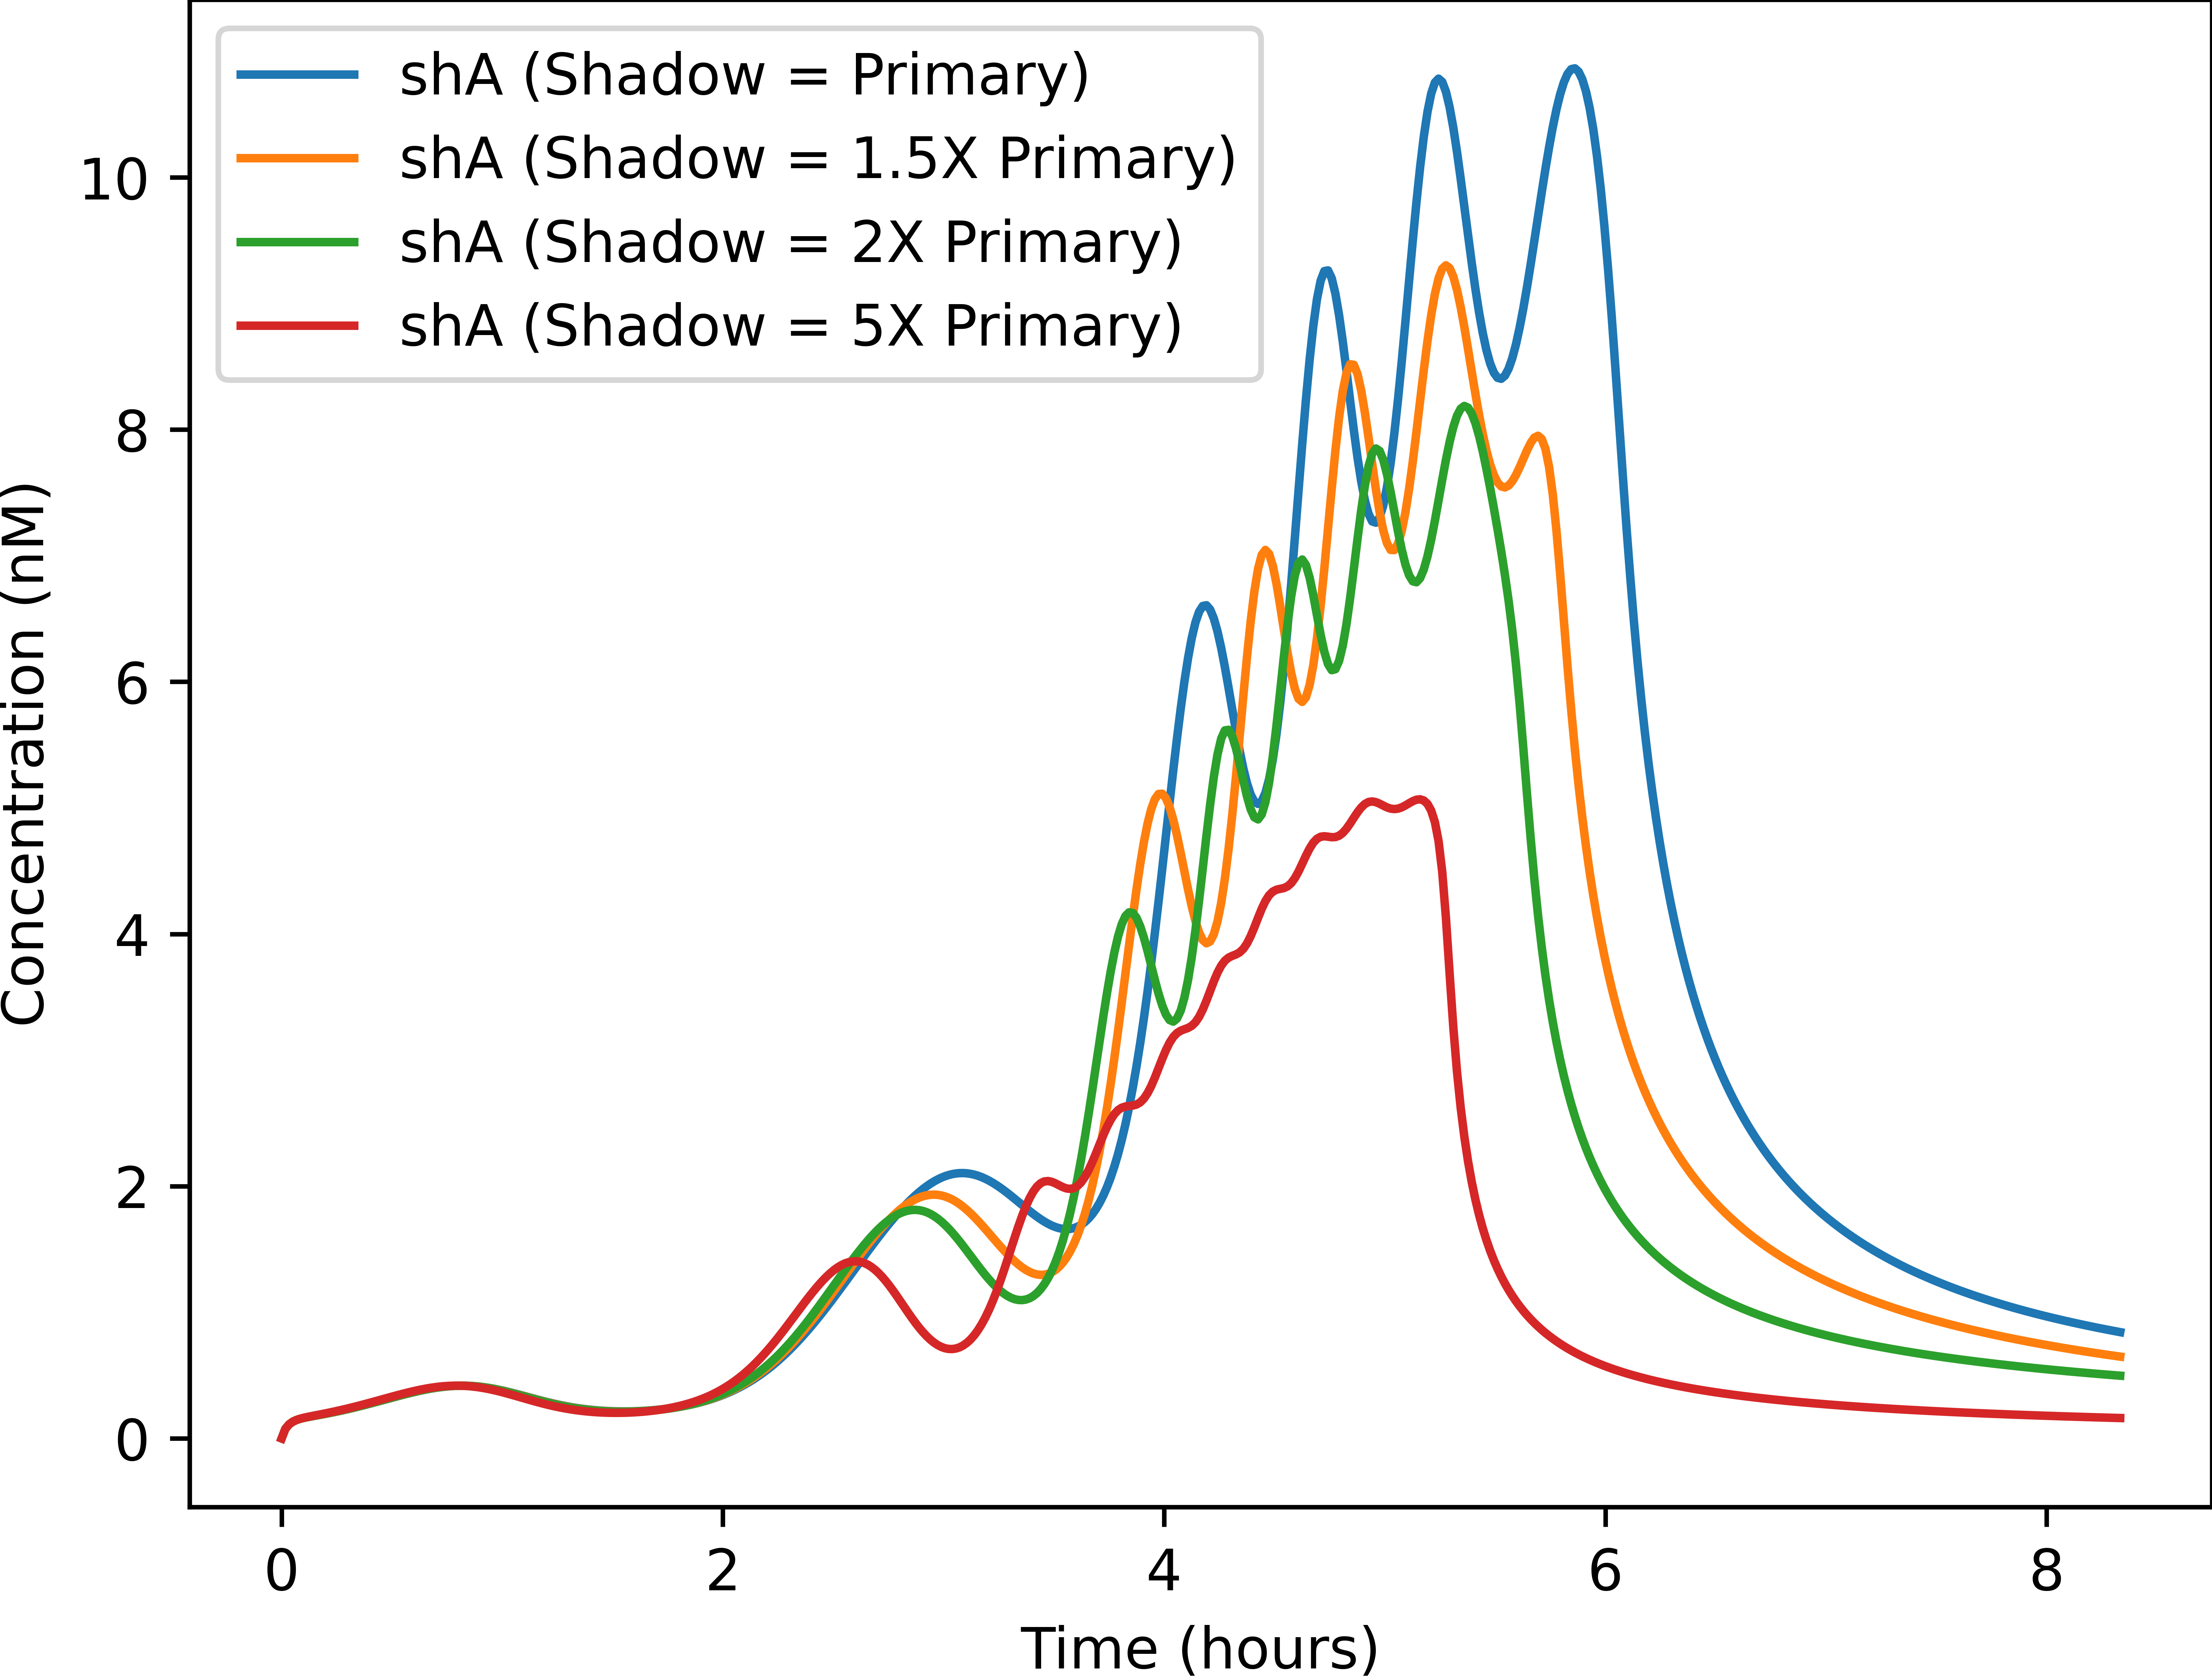 shA (Shadow = Primary)
shA (Shadow = 1.5X Primary)
shA (Shadow = 2X Primary)
shA (Shadow = 5X Primary)
Concentration (nM)
10
8
6
4
2
0
0 2 4 6 8
Time (hours)